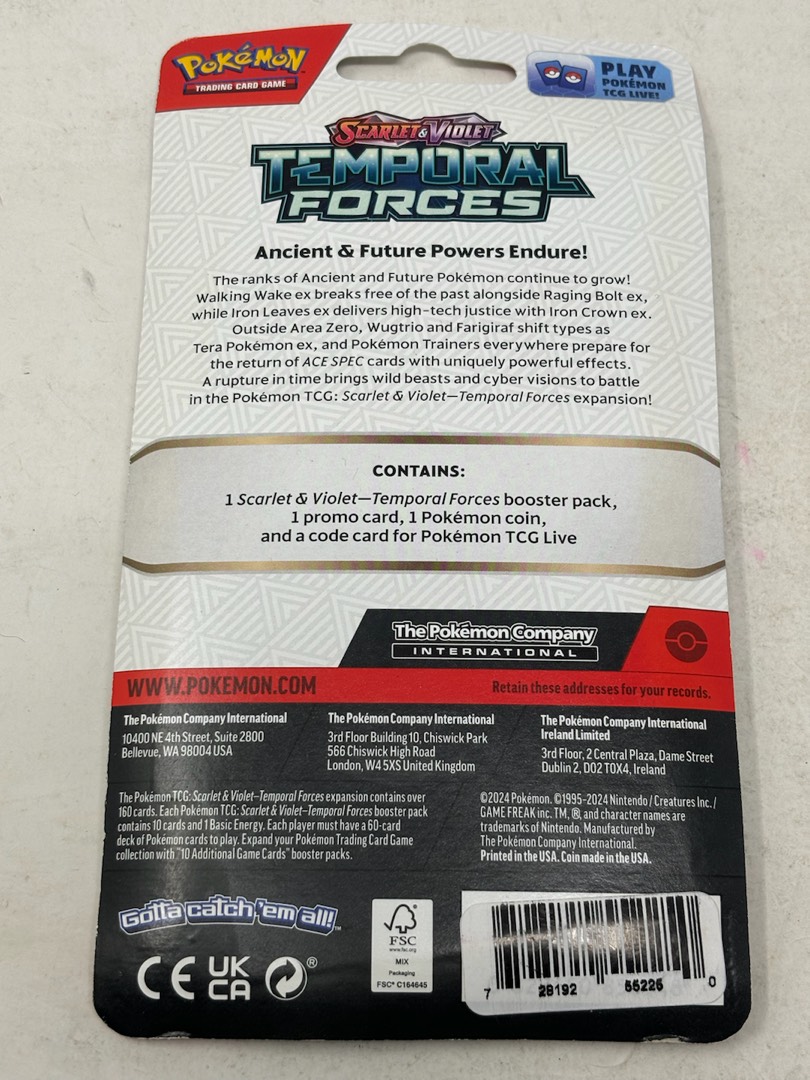 POKéMON
TRADING CARD GAME
PLAY
POKÉMON
TCG LIVE!
SCARLET & VIOLET
TEMPORAL
FORCES
Ancient & Future Powers Endure!
The ranks of Ancient and Future Pokémon continue to grow!
Walking Wake ex breaks free of the past alongside Raging Bolt ex,
while Iron Leaves ex delivers high-tech justice with Iron Crown ex.
Outside Area Zero, Wugtrio and Farigiraf shift types as
Tera Pokémon ex, and Pokémon Trainers everywhere prepare for
the return of ACE SPEC cards with uniquely powerful effects.
A rupture in time brings wild beasts and cyber visions to battle
in the Pokémon TCG: Scarlet & Violet—Temporal Forces expansion!
CONTAINS:
1 Scarlet & Violet—Temporal Forces booster pack,
1 promo card, 1 Pokémon coin,
and a code card for Pokémon TCG Live
The Pokémon Company
INTERNATIONAL
WWW.POKEMON.COM
Retain these addresses for your records.
The Pokémon Company International
10400 NE 4th Street, Suite 2800
Bellevue, WA 98004 USA
The Pokémon Company International
3rd Floor Building 10, Chiswick Park
566 Chiswick High Road
London, W4 5XS United Kingdom
The Pokémon Company International
Ireland Limited
3rd Floor, 2 Central Plaza, Dame Street
Dublin 2, D02 T0X4, Ireland
The Pokémon TCG: Scarlet & Violet—Temporal Forces expansion contains over
160 cards. Each Pokémon TCG: Scarlet & Violet—Temporal Forces booster pack
contains 10 cards and 1 Basic Energy. Each player must have a 60-card
deck of Pokémon cards to play. Expand your Pokémon Trading Card Game
collection with "10 Additional Game Cards" booster packs.
©2024 Pokémon. ©1995–2024 Nintendo / Creatures Inc. /
GAME FREAK inc. TM, ®, and character names are
trademarks of Nintendo. Manufactured by
The Pokémon Company International.
Printed in the USA. Coin made in the USA.
Gotta catch 'em all!™
CE UK CA ®
FSC
www.fsc.org
MIX
Packaging
FSC® C164645
7 28192 55226 0